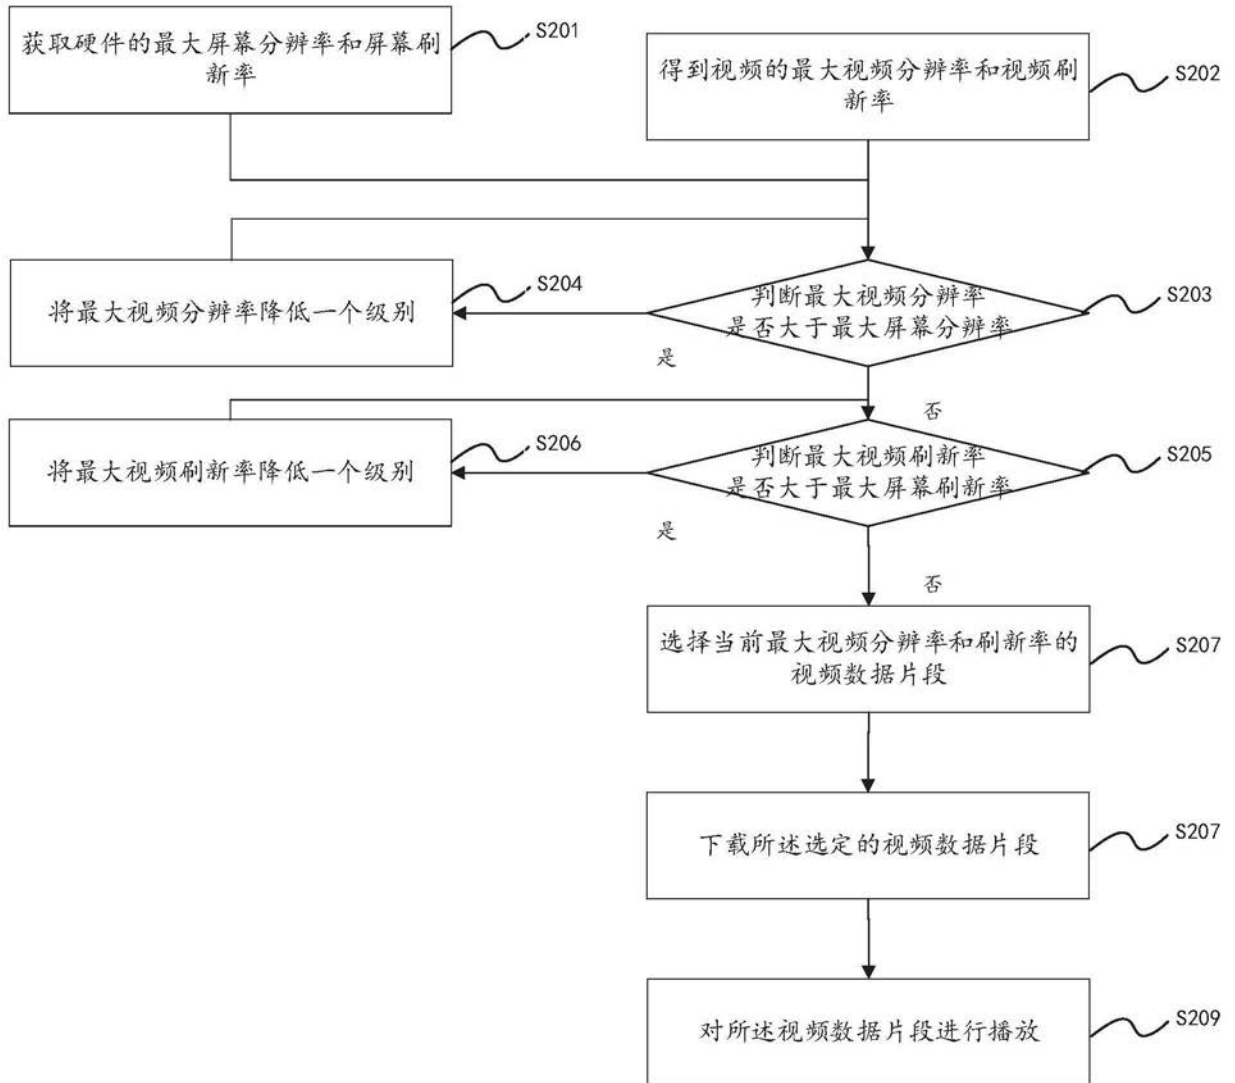 获取硬件的最大屏幕分辨率和屏幕刷
新率
S201
得到视频的最大视频分辨率和视频刷
新率
S202
将最大视频分辨率降低一个级别
S204
判断最大视频分辨率
是否大于最大屏幕分辨率
S203
是
否
将最大视频刷新率降低一个级别
S206
判断最大视频刷新率
是否大于最大屏幕刷新率
S205
是
否
选择当前最大视频分辨率和刷新率的
视频数据片段
S207
下载所述选定的视频数据片段
S207
对所述视频数据片段进行播放
S209